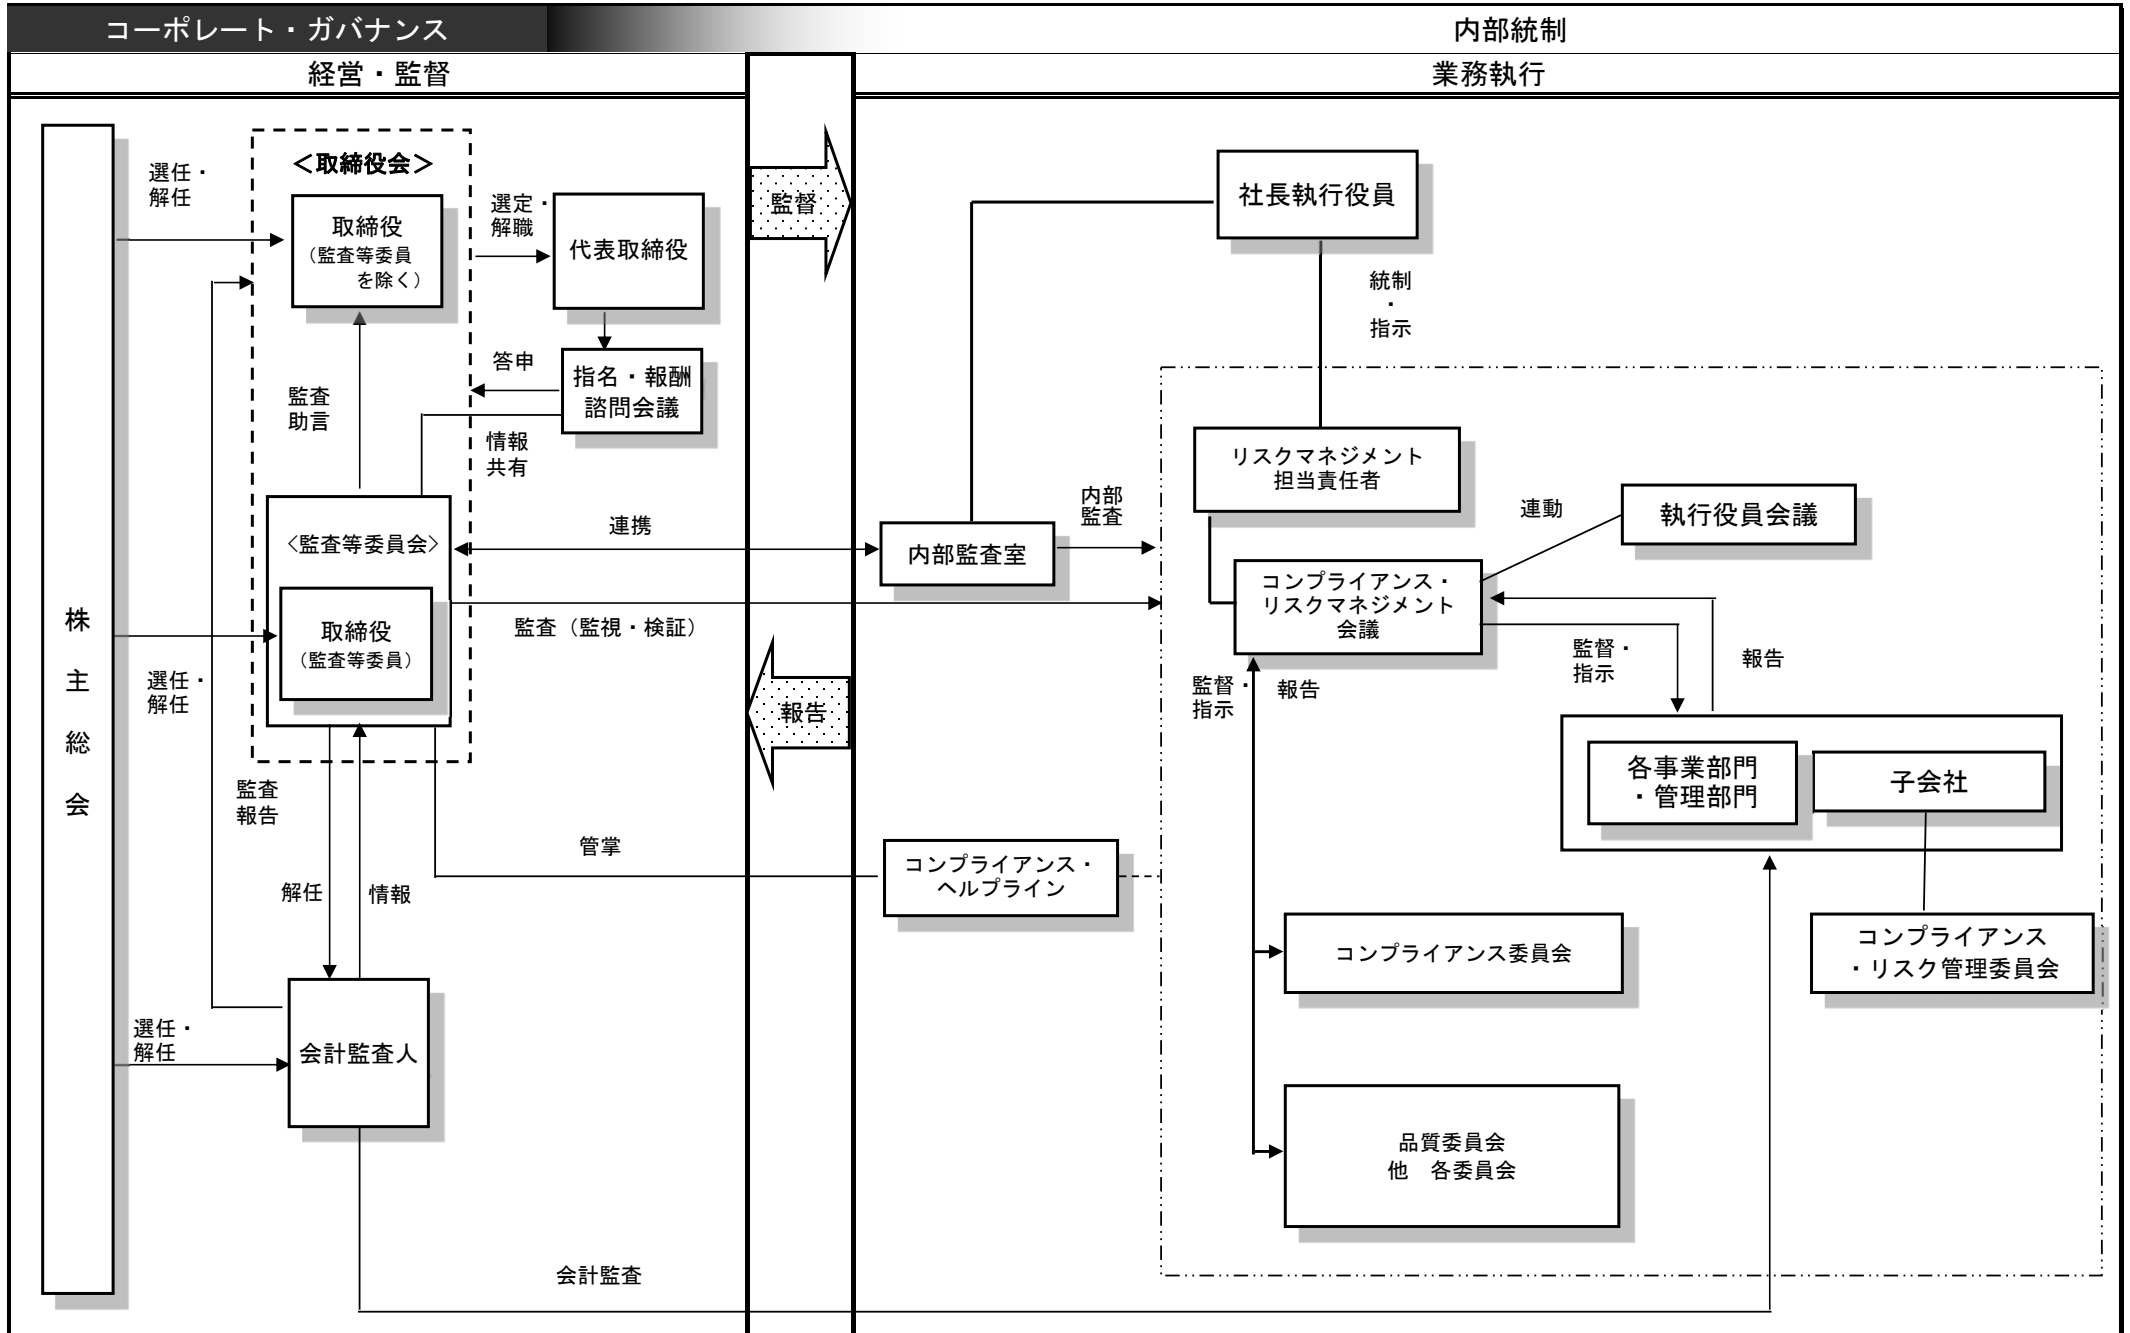 コーポレート・ガバナンス
内部統制
経営・監督
業務執行
株
主
総
会
選任・
解任
＜取締役会＞
取締役
（監査等委員
を除く）
選定・
解職
代表取締役
答申
指名・報酬
諮問会議
監査
助言
情報
共有
＜監査等委員会＞
取締役
（監査等委員）
選任・
解任
連携
監査（監視・検証）
監査
報告
解任
情報
管掌
選任・
解任
会計監査人
会計監査
監督
報告
社長執行役員
統制
・
指示
内部監査室
内部
監査
リスクマネジメント
担当責任者
連動
執行役員会議
コンプライアンス・
リスクマネジメント
会議
監督・
指示
報告
監督・
指示
報告
各事業部門
・管理部門
子会社
コンプライアンス・
ヘルプライン
コンプライアンス委員会
コンプライアンス
・リスク管理委員会
品質委員会
他　各委員会